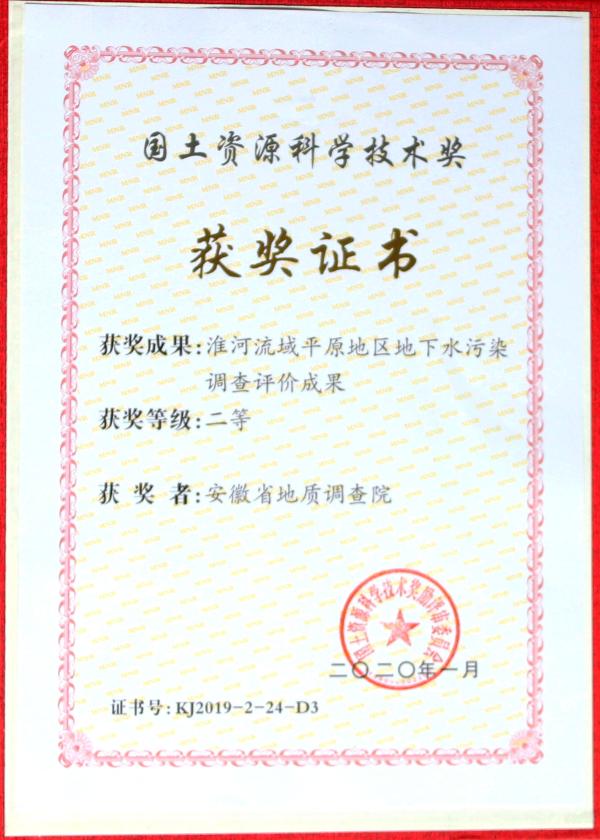 国土资源科学技术奖
获奖证书
获奖成果:淮河流域平原地区地下水污染
调查评价成果
获奖等级:二等
获奖者:安徽省地质调查院
国土资源科学技术奖励评审委员会
二〇二〇年一月
证书号:KJ2019-2-24-D3